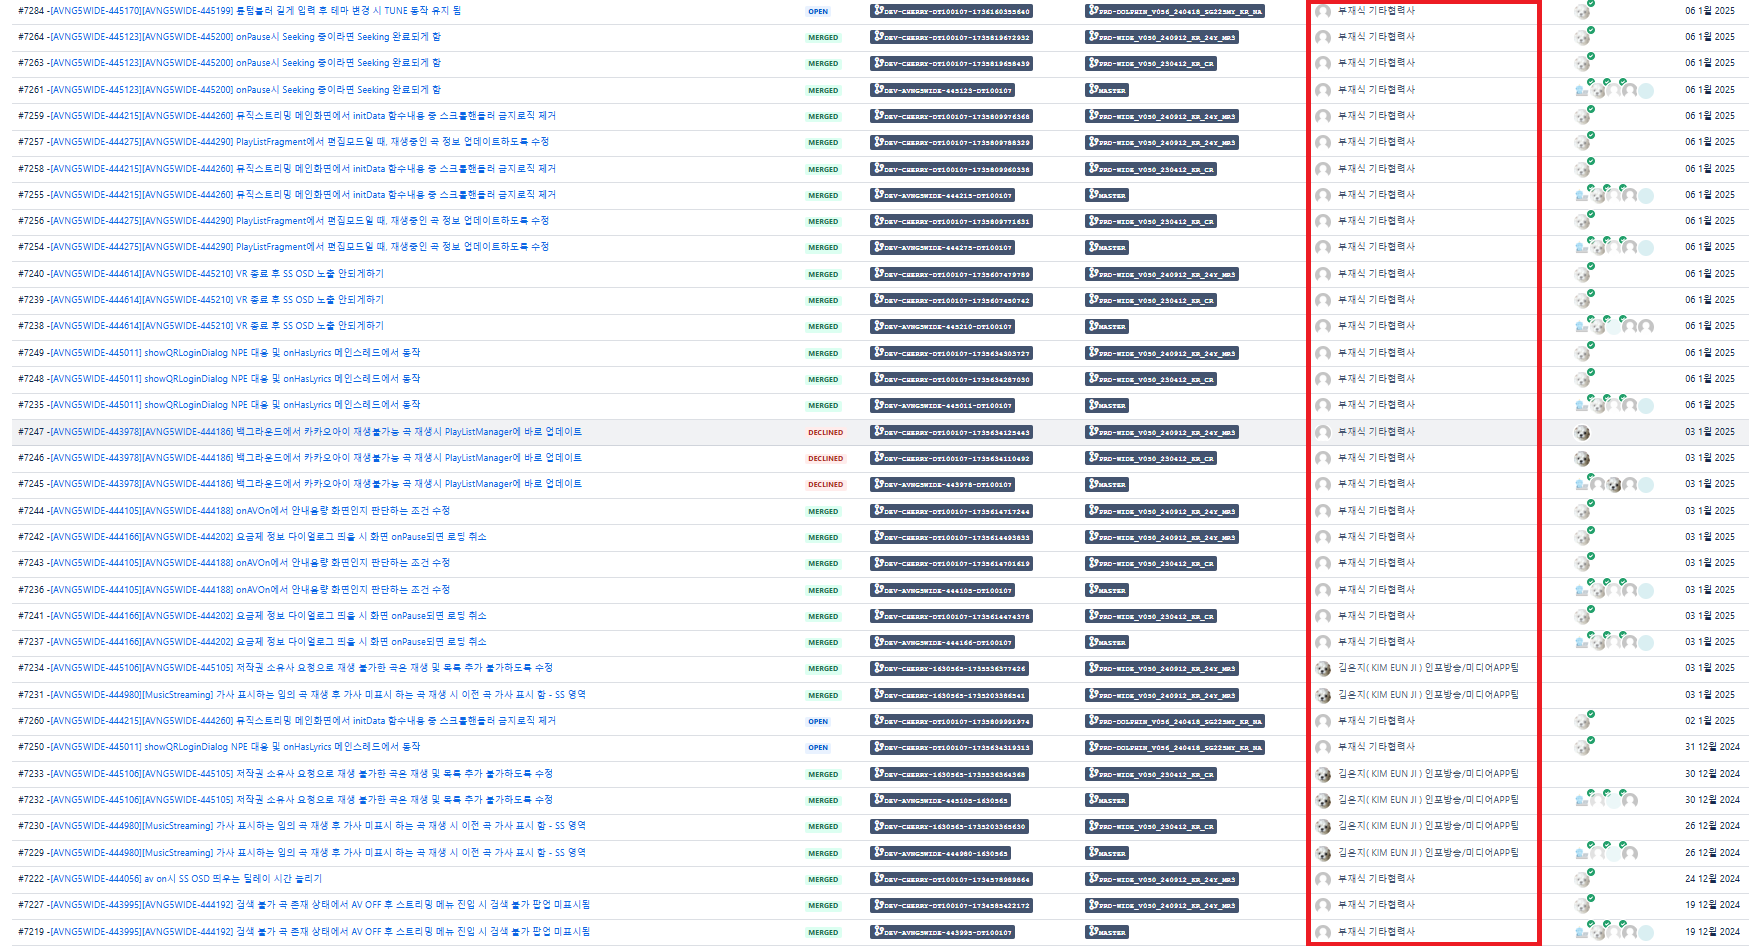 #7284 -[AVNG5WIDE-445170][AVNG5WIDE-445199] 튠텀블러 길게 입력 후 테마 변경 시 TUNE 동작 유지 됨 OPEN DEV-CHERRY-DT100107-1736160355640 PRO-DOLPHIN_V056_240418_SG225MY_KR_NA 부재식 기타협력사 06 1월 2025
#7264 -[AVNG5WIDE-445123][AVNG5WIDE-445200] onPause시 Seeking 중이라면 Seeking 완료되게 함 MERGED DEV-CHERRY-DT100107-1735819672932 PRO-WIDE_V050_240912_KR_24Y_MR3 부재식 기타협력사 06 1월 2025
#7263 -[AVNG5WIDE-445123][AVNG5WIDE-445200] onPause시 Seeking 중이라면 Seeking 완료되게 함 MERGED DEV-CHERRY-DT100107-1735819658439 PRO-WIDE_V050_230412_KR_CR 부재식 기타협력사 06 1월 2025
#7261 -[AVNG5WIDE-445123][AVNG5WIDE-445200] onPause시 Seeking 중이라면 Seeking 완료되게 함 MERGED DEV-AVNG5WIDE-445123-DT100107 MASTER 부재식 기타협력사 06 1월 2025
#7259 -[AVNG5WIDE-444215][AVNG5WIDE-444260] 뮤직스트리밍 메인화면에서 initData 함수내용 중 스크롤핸들러 금지로직 제거 MERGED DEV-CHERRY-DT100107-1735809976368 PRO-WIDE_V050_240912_KR_24Y_MR3 부재식 기타협력사 06 1월 2025
#7257 -[AVNG5WIDE-444275][AVNG5WIDE-444290] PlayListFragment에서 편집모드일 때, 재생중인 곡 정보 업데이트하도록 수정 MERGED DEV-CHERRY-DT100107-1735809788329 PRO-WIDE_V050_240912_KR_24Y_MR3 부재식 기타협력사 06 1월 2025
#7258 -[AVNG5WIDE-444215][AVNG5WIDE-444260] 뮤직스트리밍 메인화면에서 initData 함수내용 중 스크롤핸들러 금지로직 제거 MERGED DEV-CHERRY-DT100107-1735809960338 PRO-WIDE_V050_230412_KR_CR 부재식 기타협력사 06 1월 2025
#7255 -[AVNG5WIDE-444215][AVNG5WIDE-444260] 뮤직스트리밍 메인화면에서 initData 함수내용 중 스크롤핸들러 금지로직 제거 MERGED DEV-AVNG5WIDE-444215-DT100107 MASTER 부재식 기타협력사 06 1월 2025
#7256 -[AVNG5WIDE-444275][AVNG5WIDE-444290] PlayListFragment에서 편집모드일 때, 재생중인 곡 정보 업데이트하도록 수정 MERGED DEV-CHERRY-DT100107-1735809771631 PRO-WIDE_V050_230412_KR_CR 부재식 기타협력사 06 1월 2025
#7254 -[AVNG5WIDE-444275][AVNG5WIDE-444290] PlayListFragment에서 편집모드일 때, 재생중인 곡 정보 업데이트하도록 수정 MERGED DEV-AVNG5WIDE-444275-DT100107 MASTER 부재식 기타협력사 06 1월 2025
#7240 -[AVNG5WIDE-444614][AVNG5WIDE-445210] VR 종료 후 SS OSD 노출 안되게하기 MERGED DEV-CHERRY-DT100107-1735607479789 PRO-WIDE_V050_240912_KR_24Y_MR3 부재식 기타협력사 06 1월 2025
#7239 -[AVNG5WIDE-444614][AVNG5WIDE-445210] VR 종료 후 SS OSD 노출 안되게하기 MERGED DEV-CHERRY-DT100107-1735607450742 PRO-WIDE_V050_230412_KR_CR 부재식 기타협력사 06 1월 2025
#7238 -[AVNG5WIDE-444614][AVNG5WIDE-445210] VR 종료 후 SS OSD 노출 안되게하기 MERGED DEV-AVNG5WIDE-445210-DT100107 MASTER 부재식 기타협력사 06 1월 2025
#7249 -[AVNG5WIDE-445011] showQRLoginDialog NPE 대응 및 onHasLyrics 메인스레드에서 동작 MERGED DEV-CHERRY-DT100107-1735634303727 PRO-WIDE_V050_240912_KR_24Y_MR3 부재식 기타협력사 06 1월 2025
#7248 -[AVNG5WIDE-445011] showQRLoginDialog NPE 대응 및 onHasLyrics 메인스레드에서 동작 MERGED DEV-CHERRY-DT100107-1735634287030 PRO-WIDE_V050_230412_KR_CR 부재식 기타협력사 06 1월 2025
#7235 -[AVNG5WIDE-445011] showQRLoginDialog NPE 대응 및 onHasLyrics 메인스레드에서 동작 MERGED DEV-AVNG5WIDE-445011-DT100107 MASTER 부재식 기타협력사 06 1월 2025
#7247 -[AVNG5WIDE-443978][AVNG5WIDE-444186] 백그라운드에서 카카오아이 재생불가능 곡 재생시 PlayListManager에 바로 업데이트 DECLINED DEV-CHERRY-DT100107-1735634125443 PRO-WIDE_V050_240912_KR_24Y_MR3 부재식 기타협력사 03 1월 2025
#7246 -[AVNG5WIDE-443978][AVNG5WIDE-444186] 백그라운드에서 카카오아이 재생불가능 곡 재생시 PlayListManager에 바로 업데이트 DECLINED DEV-CHERRY-DT100107-1735634110492 PRO-WIDE_V050_230412_KR_CR 부재식 기타협력사 03 1월 2025
#7245 -[AVNG5WIDE-443978][AVNG5WIDE-444186] 백그라운드에서 카카오아이 재생불가능 곡 재생시 PlayListManager에 바로 업데이트 DECLINED DEV-AVNG5WIDE-443978-DT100107 MASTER 부재식 기타협력사 03 1월 2025
#7244 -[AVNG5WIDE-444105][AVNG5WIDE-444188] onAVOn에서 안내음량 화면인지 판단하는 조건 수정 MERGED DEV-CHERRY-DT100107-1735614717244 PRO-WIDE_V050_240912_KR_24Y_MR3 부재식 기타협력사 03 1월 2025
#7242 -[AVNG5WIDE-444166][AVNG5WIDE-444202] 요금제 정보 다이얼로그 띄울 시 화면 onPause되면 로딩 취소 MERGED DEV-CHERRY-DT100107-1735614493833 PRO-WIDE_V050_240912_KR_24Y_MR3 부재식 기타협력사 03 1월 2025
#7243 -[AVNG5WIDE-444105][AVNG5WIDE-444188] onAVOn에서 안내음량 화면인지 판단하는 조건 수정 MERGED DEV-CHERRY-DT100107-1735614701619 PRO-WIDE_V050_230412_KR_CR 부재식 기타협력사 03 1월 2025
#7236 -[AVNG5WIDE-444105][AVNG5WIDE-444188] onAVOn에서 안내음량 화면인지 판단하는 조건 수정 MERGED DEV-AVNG5WIDE-444105-DT100107 MASTER 부재식 기타협력사 03 1월 2025
#7241 -[AVNG5WIDE-444166][AVNG5WIDE-444202] 요금제 정보 다이얼로그 띄울 시 화면 onPause되면 로딩 취소 MERGED DEV-CHERRY-DT100107-1735614474378 PRO-WIDE_V050_230412_KR_CR 부재식 기타협력사 03 1월 2025
#7237 -[AVNG5WIDE-444166][AVNG5WIDE-444202] 요금제 정보 다이얼로그 띄울 시 화면 onPause되면 로딩 취소 MERGED DEV-AVNG5WIDE-444166-DT100107 MASTER 부재식 기타협력사 03 1월 2025
#7234 -[AVNG5WIDE-445106][AVNG5WIDE-445105] 저작권 소유사 요청으로 재생 불가한 곡은 재생 및 목록 추가 불가하도록 수정 MERGED DEV-CHERRY-1630565-1735536377426 PRO-WIDE_V050_240912_KR_24Y_MR3 김은지( KIM EUN JI ) 인포방송/미디어APP팀 03 1월 2025
#7231 -[AVNG5WIDE-444980][MusicStreaming] 가사 표시하는 임의 곡 재생 후 가사 미표시 하는 곡 재생 시 이전 곡 가사 표시 함 - SS 영역 MERGED DEV-CHERRY-1630565-1735203386541 PRO-WIDE_V050_240912_KR_24Y_MR3 김은지( KIM EUN JI ) 인포방송/미디어APP팀 03 1월 2025
#7260 -[AVNG5WIDE-444215][AVNG5WIDE-444260] 뮤직스트리밍 메인화면에서 initData 함수내용 중 스크롤핸들러 금지로직 제거 OPEN DEV-CHERRY-DT100107-1735809991974 PRO-DOLPHIN_V056_240418_SG225MY_KR_NA 부재식 기타협력사 02 1월 2025
#7250 -[AVNG5WIDE-445011] showQRLoginDialog NPE 대응 및 onHasLyrics 메인스레드에서 동작 OPEN DEV-CHERRY-DT100107-1735634319313 PRO-DOLPHIN_V056_240418_SG225MY_KR_NA 부재식 기타협력사 31 12월 2024
#7233 -[AVNG5WIDE-445106][AVNG5WIDE-445105] 저작권 소유사 요청으로 재생 불가한 곡은 재생 및 목록 추가 불가하도록 수정 MERGED DEV-CHERRY-1630565-1735536364368 PRO-WIDE_V050_230412_KR_CR 김은지( KIM EUN JI ) 인포방송/미디어APP팀 30 12월 2024
#7232 -[AVNG5WIDE-445106][AVNG5WIDE-445105] 저작권 소유사 요청으로 재생 불가한 곡은 재생 및 목록 추가 불가하도록 수정 MERGED DEV-AVNG5WIDE-445105-1630565 MASTER 김은지( KIM EUN JI ) 인포방송/미디어APP팀 30 12월 2024
#7230 -[AVNG5WIDE-444980][MusicStreaming] 가사 표시하는 임의 곡 재생 후 가사 미표시 하는 곡 재생 시 이전 곡 가사 표시 함 - SS 영역 MERGED DEV-CHERRY-1630565-1735203365630 PRO-WIDE_V050_230412_KR_CR 김은지( KIM EUN JI ) 인포방송/미디어APP팀 26 12월 2024
#7229 -[AVNG5WIDE-444980][MusicStreaming] 가사 표시하는 임의 곡 재생 후 가사 미표시 하는 곡 재생 시 이전 곡 가사 표시 함 - SS 영역 MERGED DEV-AVNG5WIDE-444980-1630565 MASTER 김은지( KIM EUN JI ) 인포방송/미디어APP팀 26 12월 2024
#7222 -[AVNG5WIDE-444056] av on시 SS OSD 띄우는 딜레이 시간 늘리기 MERGED DEV-CHERRY-DT100107-1734578989864 PRO-WIDE_V050_240912_KR_24Y_MR3 부재식 기타협력사 24 12월 2024
#7227 -[AVNG5WIDE-443995][AVNG5WIDE-444192] 검색 불가 곡 존재 상태에서 AV OFF 후 스트리밍 메뉴 진입 시 검색 불가 팝업 미표시됨 MERGED DEV-CHERRY-DT100107-1734585422172 PRO-WIDE_V050_240912_KR_24Y_MR3 부재식 기타협력사 19 12월 2024
#7219 -[AVNG5WIDE-443995][AVNG5WIDE-444192] 검색 불가 곡 존재 상태에서 AV OFF 후 스트리밍 메뉴 진입 시 검색 불가 팝업 미표시됨 MERGED DEV-AVNG5WIDE-443995-DT100107 MASTER 부재식 기타협력사 19 12월 2024